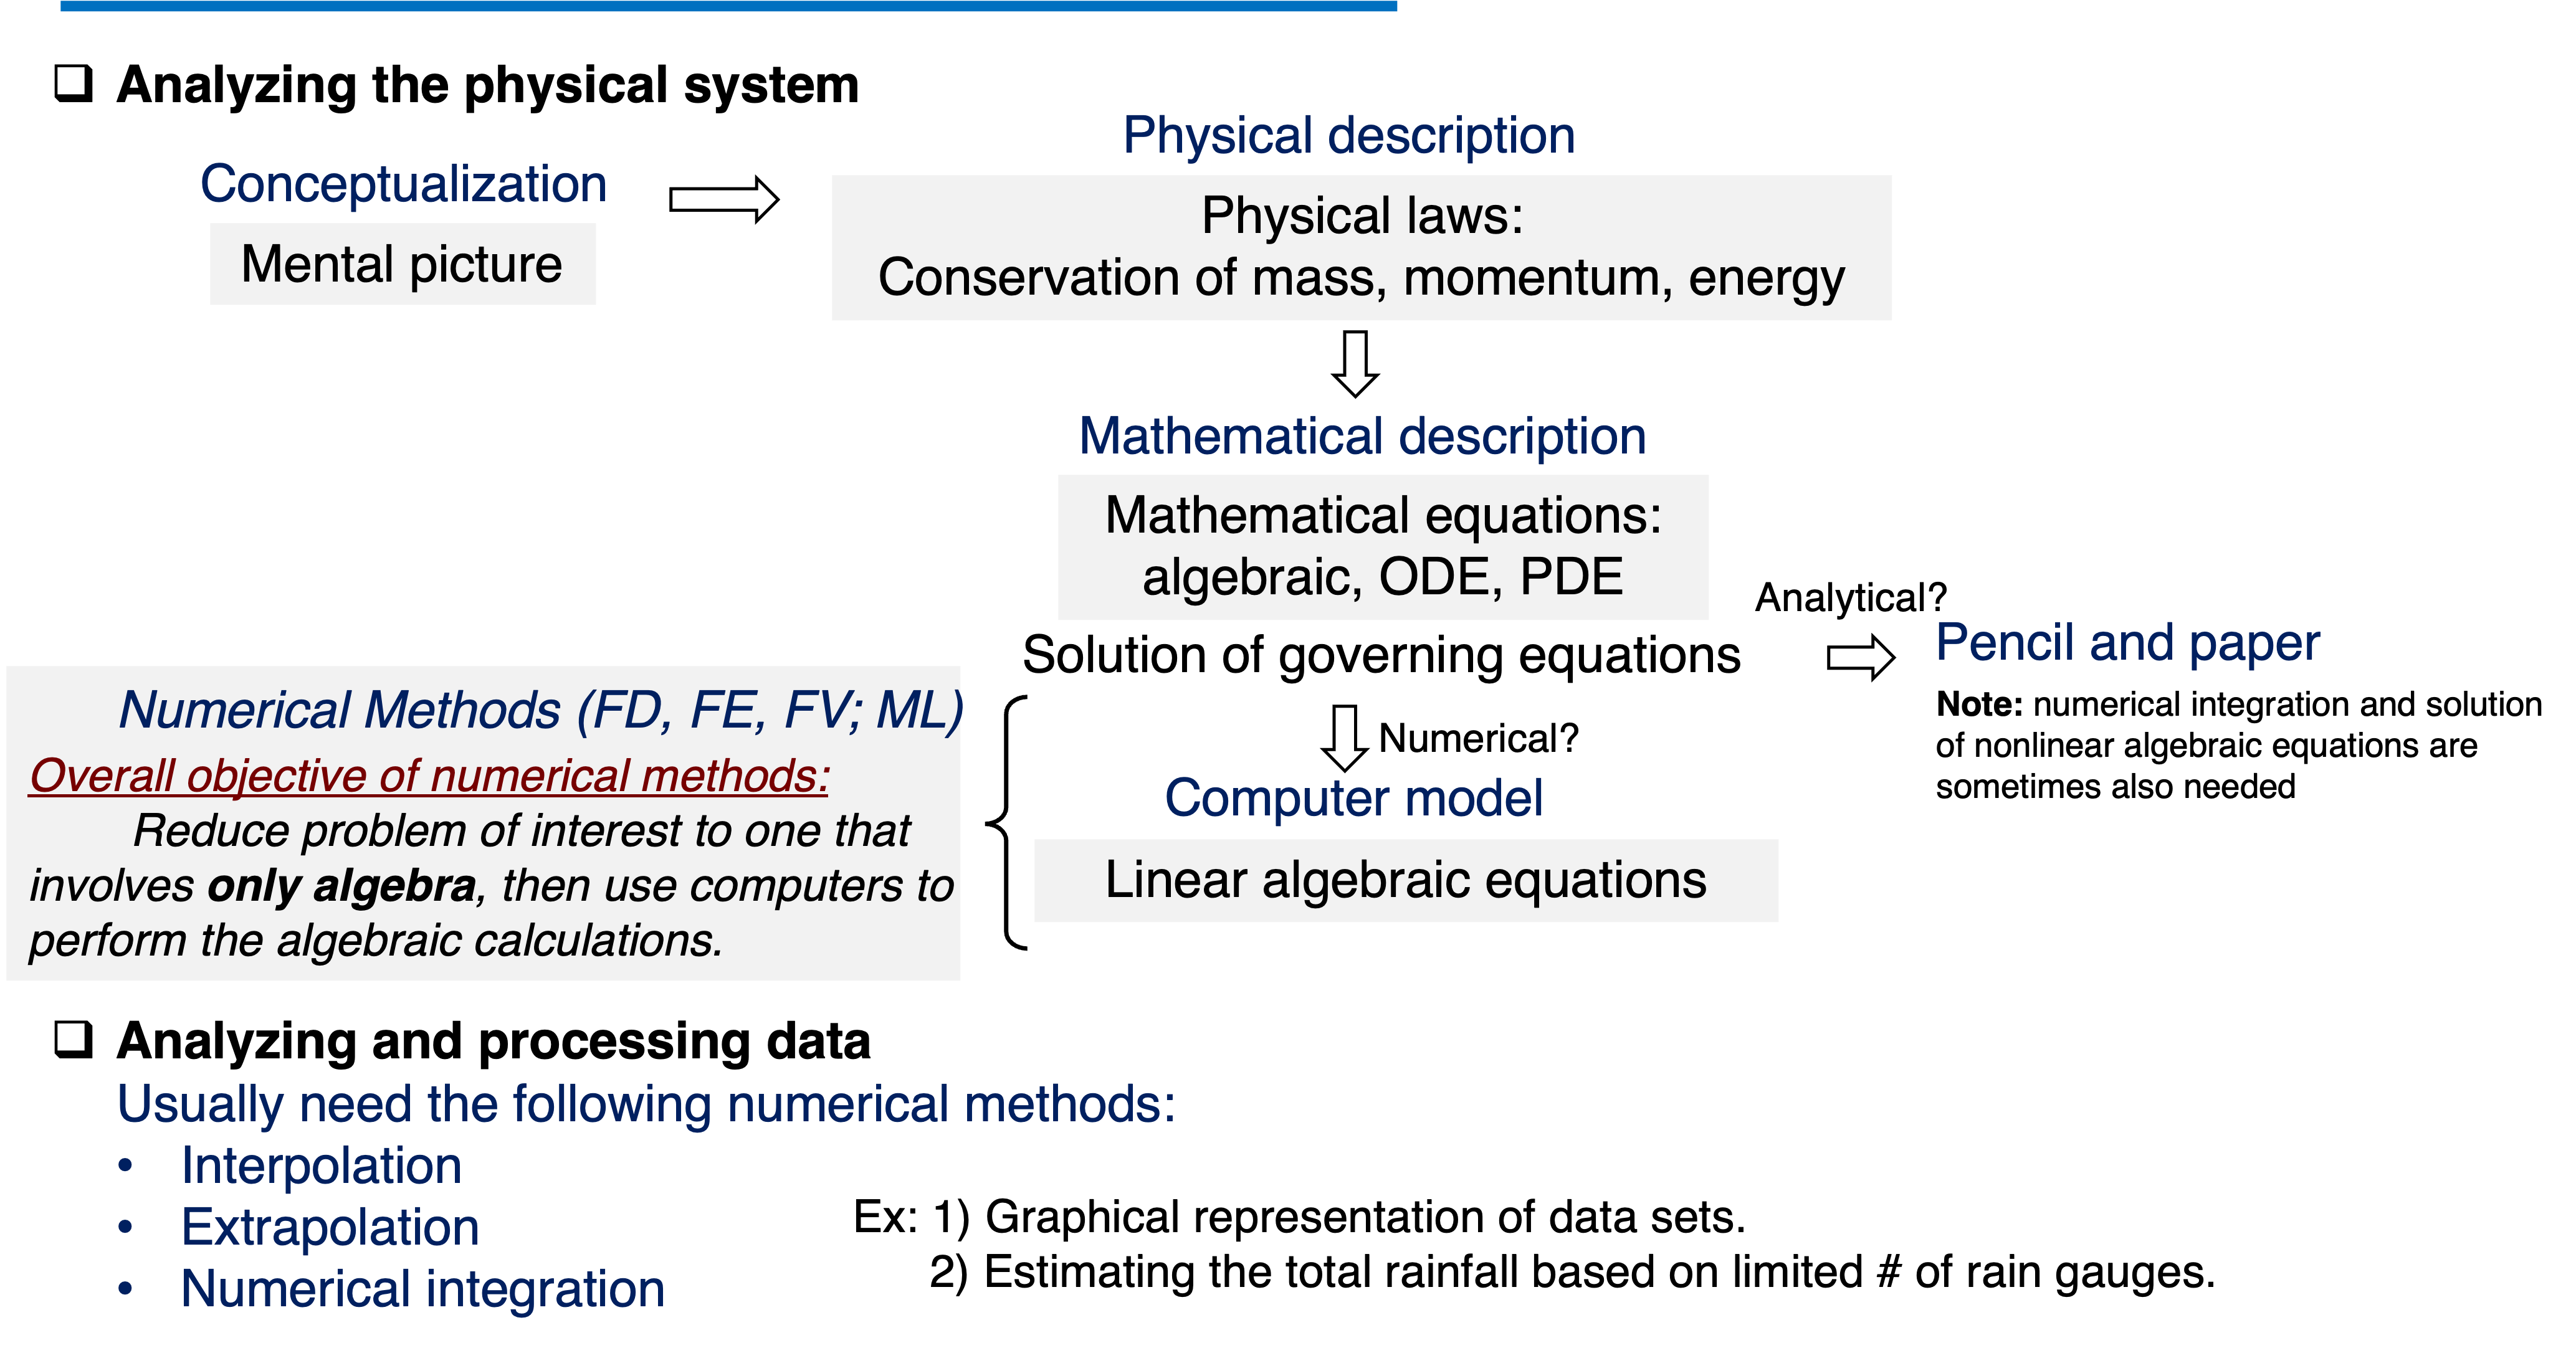 ❑ Analyzing the physical system
Conceptualization
Mental picture
Physical description
Physical laws:
Conservation of mass, momentum, energy
Mathematical description
Mathematical equations:
algebraic, ODE, PDE
Solution of governing equations
Analytical?
Pencil and paper
Note: numerical integration and solution
of nonlinear algebraic equations are
sometimes also needed
Numerical?
Computer model
Linear algebraic equations
Numerical Methods (FD, FE, FV; ML)
Overall objective of numerical methods:
Reduce problem of interest to one that
involves only algebra, then use computers to
perform the algebraic calculations.
❑ Analyzing and processing data
Usually need the following numerical methods:
• Interpolation
• Extrapolation
• Numerical integration
Ex: 1) Graphical representation of data sets.
2) Estimating the total rainfall based on limited # of rain gauges.